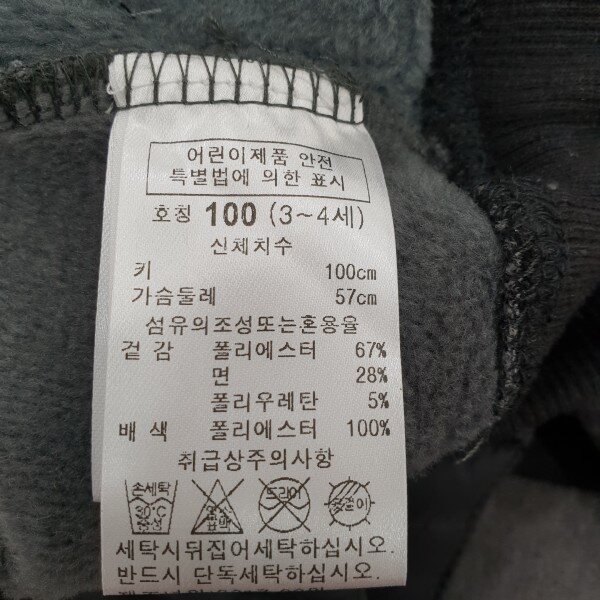 어린이제품 안전
특별법에 의한 표시
호칭 100 (3~4세)
신체치수
키 100cm
가슴둘레 57cm
섬유의조성또는혼용율
겉 감 폴리에스터 67%
면 28%
폴리우레탄 5%
배 색 폴리에스터 100%
취급상주의사항
손세탁 드라이
30℃ 중성 표백
세탁시뒤집어세탁하십시오.
반드시 단독세탁하십시오.